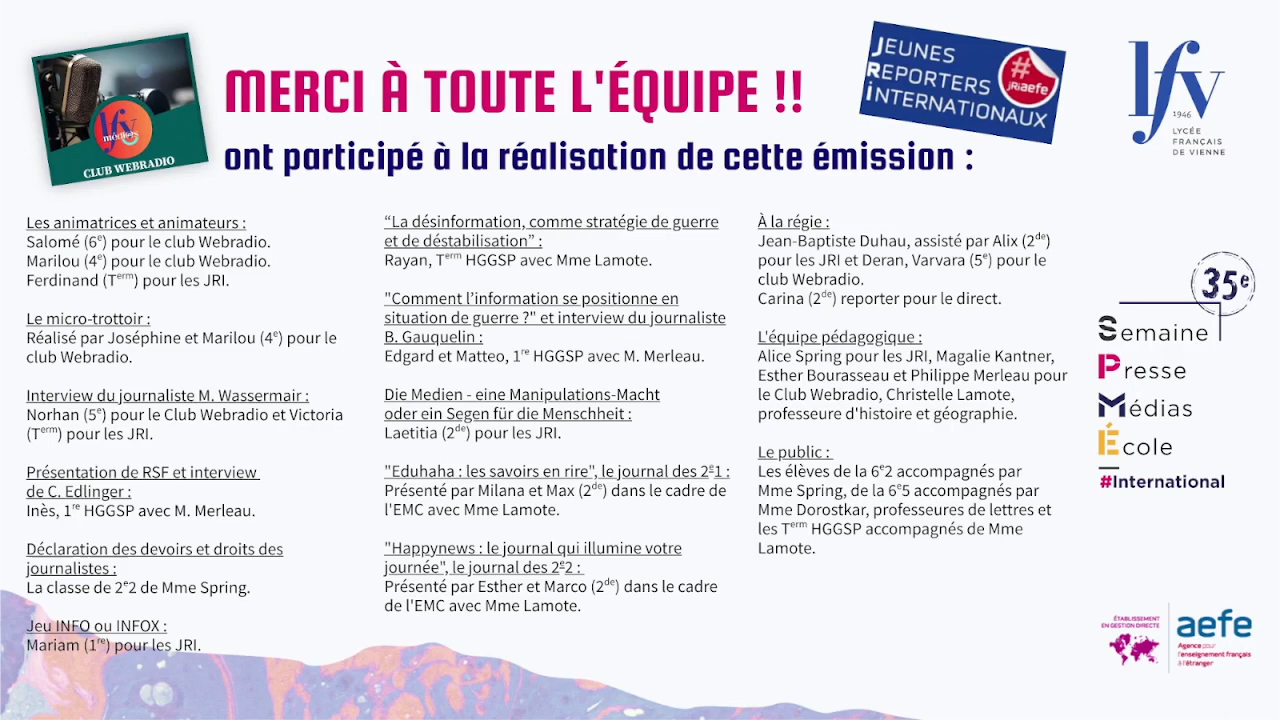 MERCI À TOUTE L'ÉQUIPE !!
ont participé à la réalisation de cette émission :
lfv
médias
CLUB WEBRADIO
JEUNES
REPORTERS
iNTERNATIONAUX
#
JRIaefe
lfv
1946
LYCÉE
FRANÇAIS
DE VIENNE
Les animatrices et animateurs :
Salomé (6e) pour le club Webradio.
Marilou (4e) pour le club Webradio.
Ferdinand (Term) pour les JRI.
Le micro-trottoir :
Réalisé par Joséphine et Marilou (4e) pour le
club Webradio.
Interview du journaliste M. Wassermair :
Norhan (5e) pour le Club Webradio et Victoria
(Term) pour les JRI.
Présentation de RSF et interview
de C. Edlinger :
Inès, 1re HGGSP avec M. Merleau.
Déclaration des devoirs et droits des
journalistes :
La classe de 2e2 de Mme Spring.
Jeu INFO ou INFOX :
Mariam (1re) pour les JRI.
“La désinformation, comme stratégie de guerre
et de déstabilisation” :
Rayan, Term HGGSP avec Mme Lamote.
"Comment l’information se positionne en
situation de guerre ?" et interview du journaliste
B. Gauquelin :
Edgard et Matteo, 1re HGGSP avec M. Merleau.
Die Medien - eine Manipulations-Macht
oder ein Segen für die Menschheit :
Laetitia (2de) pour les JRI.
"Eduhaha : les savoirs en rire", le journal des 2e1 :
Présenté par Milana et Max (2de) dans le cadre de
l'EMC avec Mme Lamote.
"Happynews : le journal qui illumine votre
journée", le journal des 2e2 :
Présenté par Esther et Marco (2de) dans le cadre
de l'EMC avec Mme Lamote.
À la régie :
Jean-Baptiste Duhau, assisté par Alix (2de)
pour les JRI et Deran, Varvara (5e) pour le
club Webradio.
Carina (2de) reporter pour le direct.
L'équipe pédagogique :
Alice Spring pour les JRI, Magalie Kantner,
Esther Bourasseau et Philippe Merleau pour
le Club Webradio, Christelle Lamote,
professeure d'histoire et géographie.
Le public :
Les élèves de la 6e2 accompagnés par
Mme Spring, de la 6e5 accompagnés par
Mme Dorostkar, professeures de lettres et
les Term HGGSP accompagnés de Mme
Lamote.
35e
Semaine
Presse
Médias
École
#International
ÉTABLISSEMENT
EN GESTION DIRECTE
aefe
Agence pour
l'enseignement français
à l'étranger